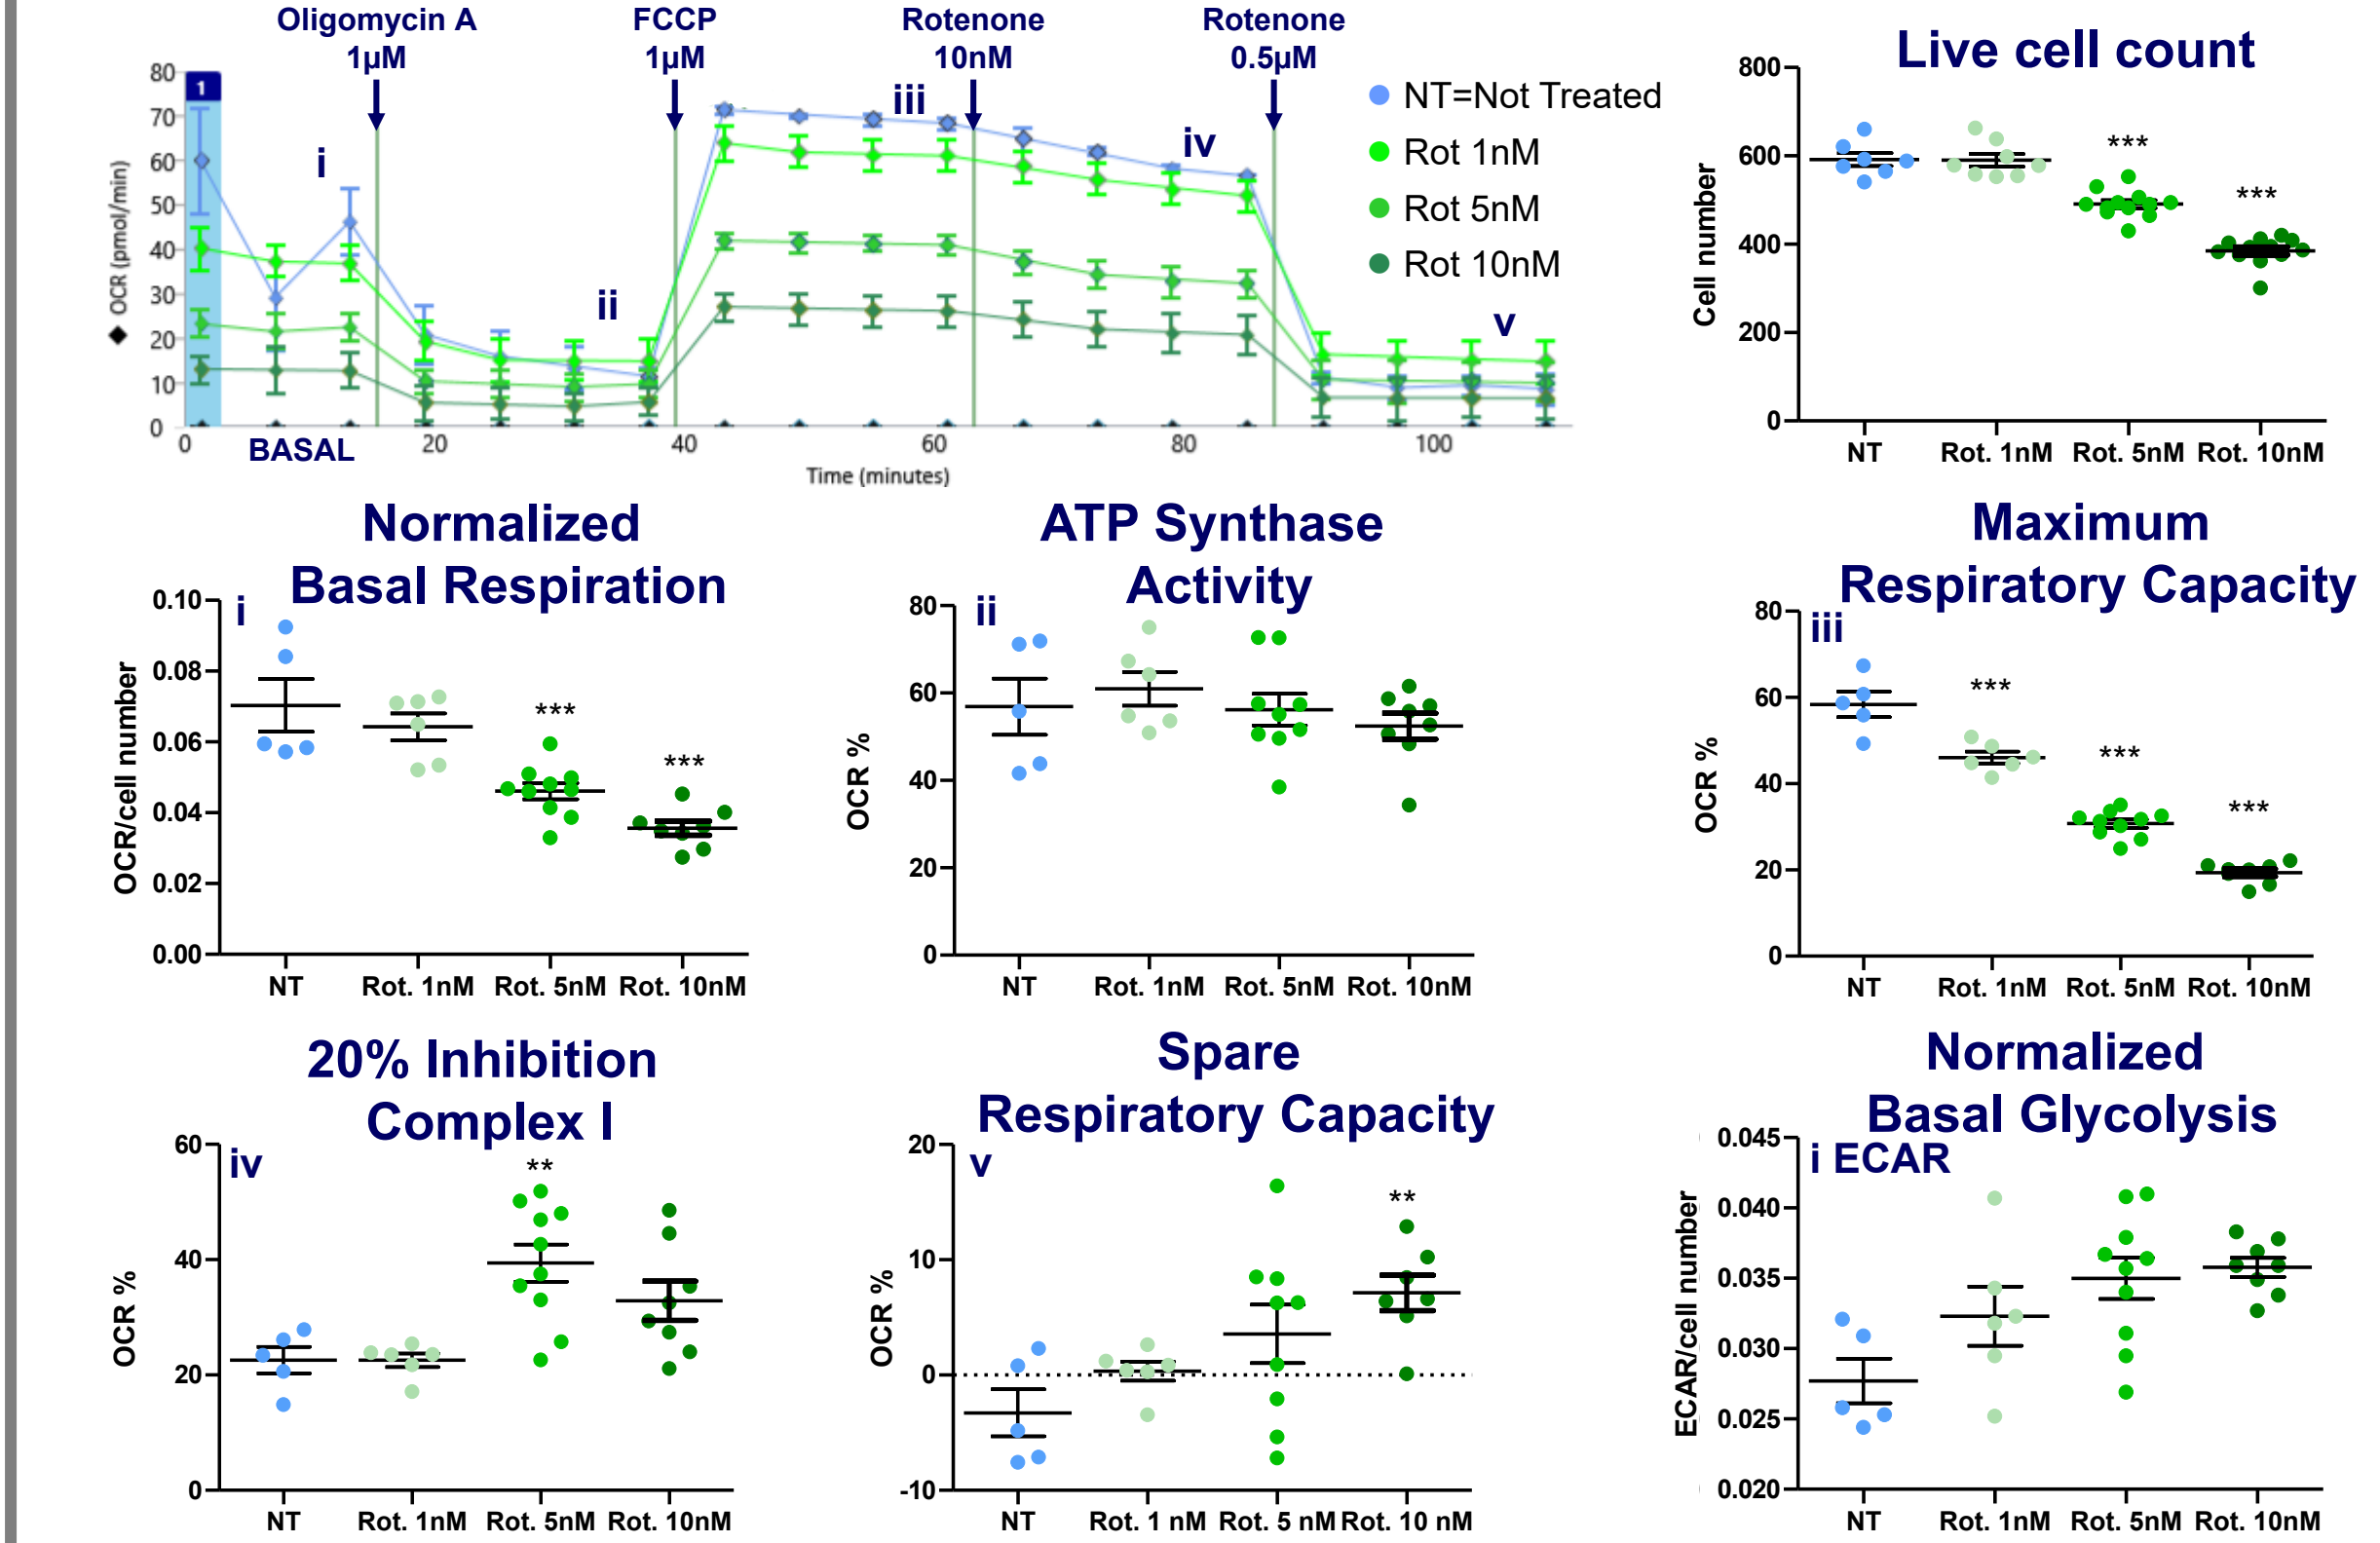 Oligomycin A
1µM
FCCP
1µM
Rotenone
10nM
Rotenone
0.5µM
80
70
60
50
40
30
20
10
0
◆ OCR (pmol/min)
1
i
ii
iii
iv
v
0
20
40
60
80
100
BASAL
Time (minutes)
NT=Not Treated
Rot 1nM
Rot 5nM
Rot 10nM
Live cell count
Cell number
800
600
400
200
0
***
***
NT
Rot. 1nM
Rot. 5nM
Rot. 10nM
Normalized
Basal Respiration
i
OCR/cell number
0.10
0.08
0.06
0.04
0.02
0.00
***
***
NT
Rot. 1nM
Rot. 5nM
Rot. 10nM
ATP Synthase
Activity
ii
OCR %
80
60
40
20
0
NT
Rot. 1nM
Rot. 5nM
Rot. 10nM
Maximum
Respiratory Capacity
iii
OCR %
80
60
40
20
0
***
***
***
NT
Rot. 1nM
Rot. 5nM
Rot. 10nM
20% Inhibition
Complex I
iv
OCR %
60
40
20
0
**
NT
Rot. 1nM
Rot. 5nM
Rot. 10nM
Spare
Respiratory Capacity
v
OCR %
20
10
0
-10
**
NT
Rot. 1 nM
Rot. 5 nM
Rot. 10 nM
Normalized
Basal Glycolysis
i ECAR
ECAR/cell number
0.045
0.040
0.035
0.030
0.025
0.020
NT
Rot. 1nM
Rot. 5nM
Rot. 10nM